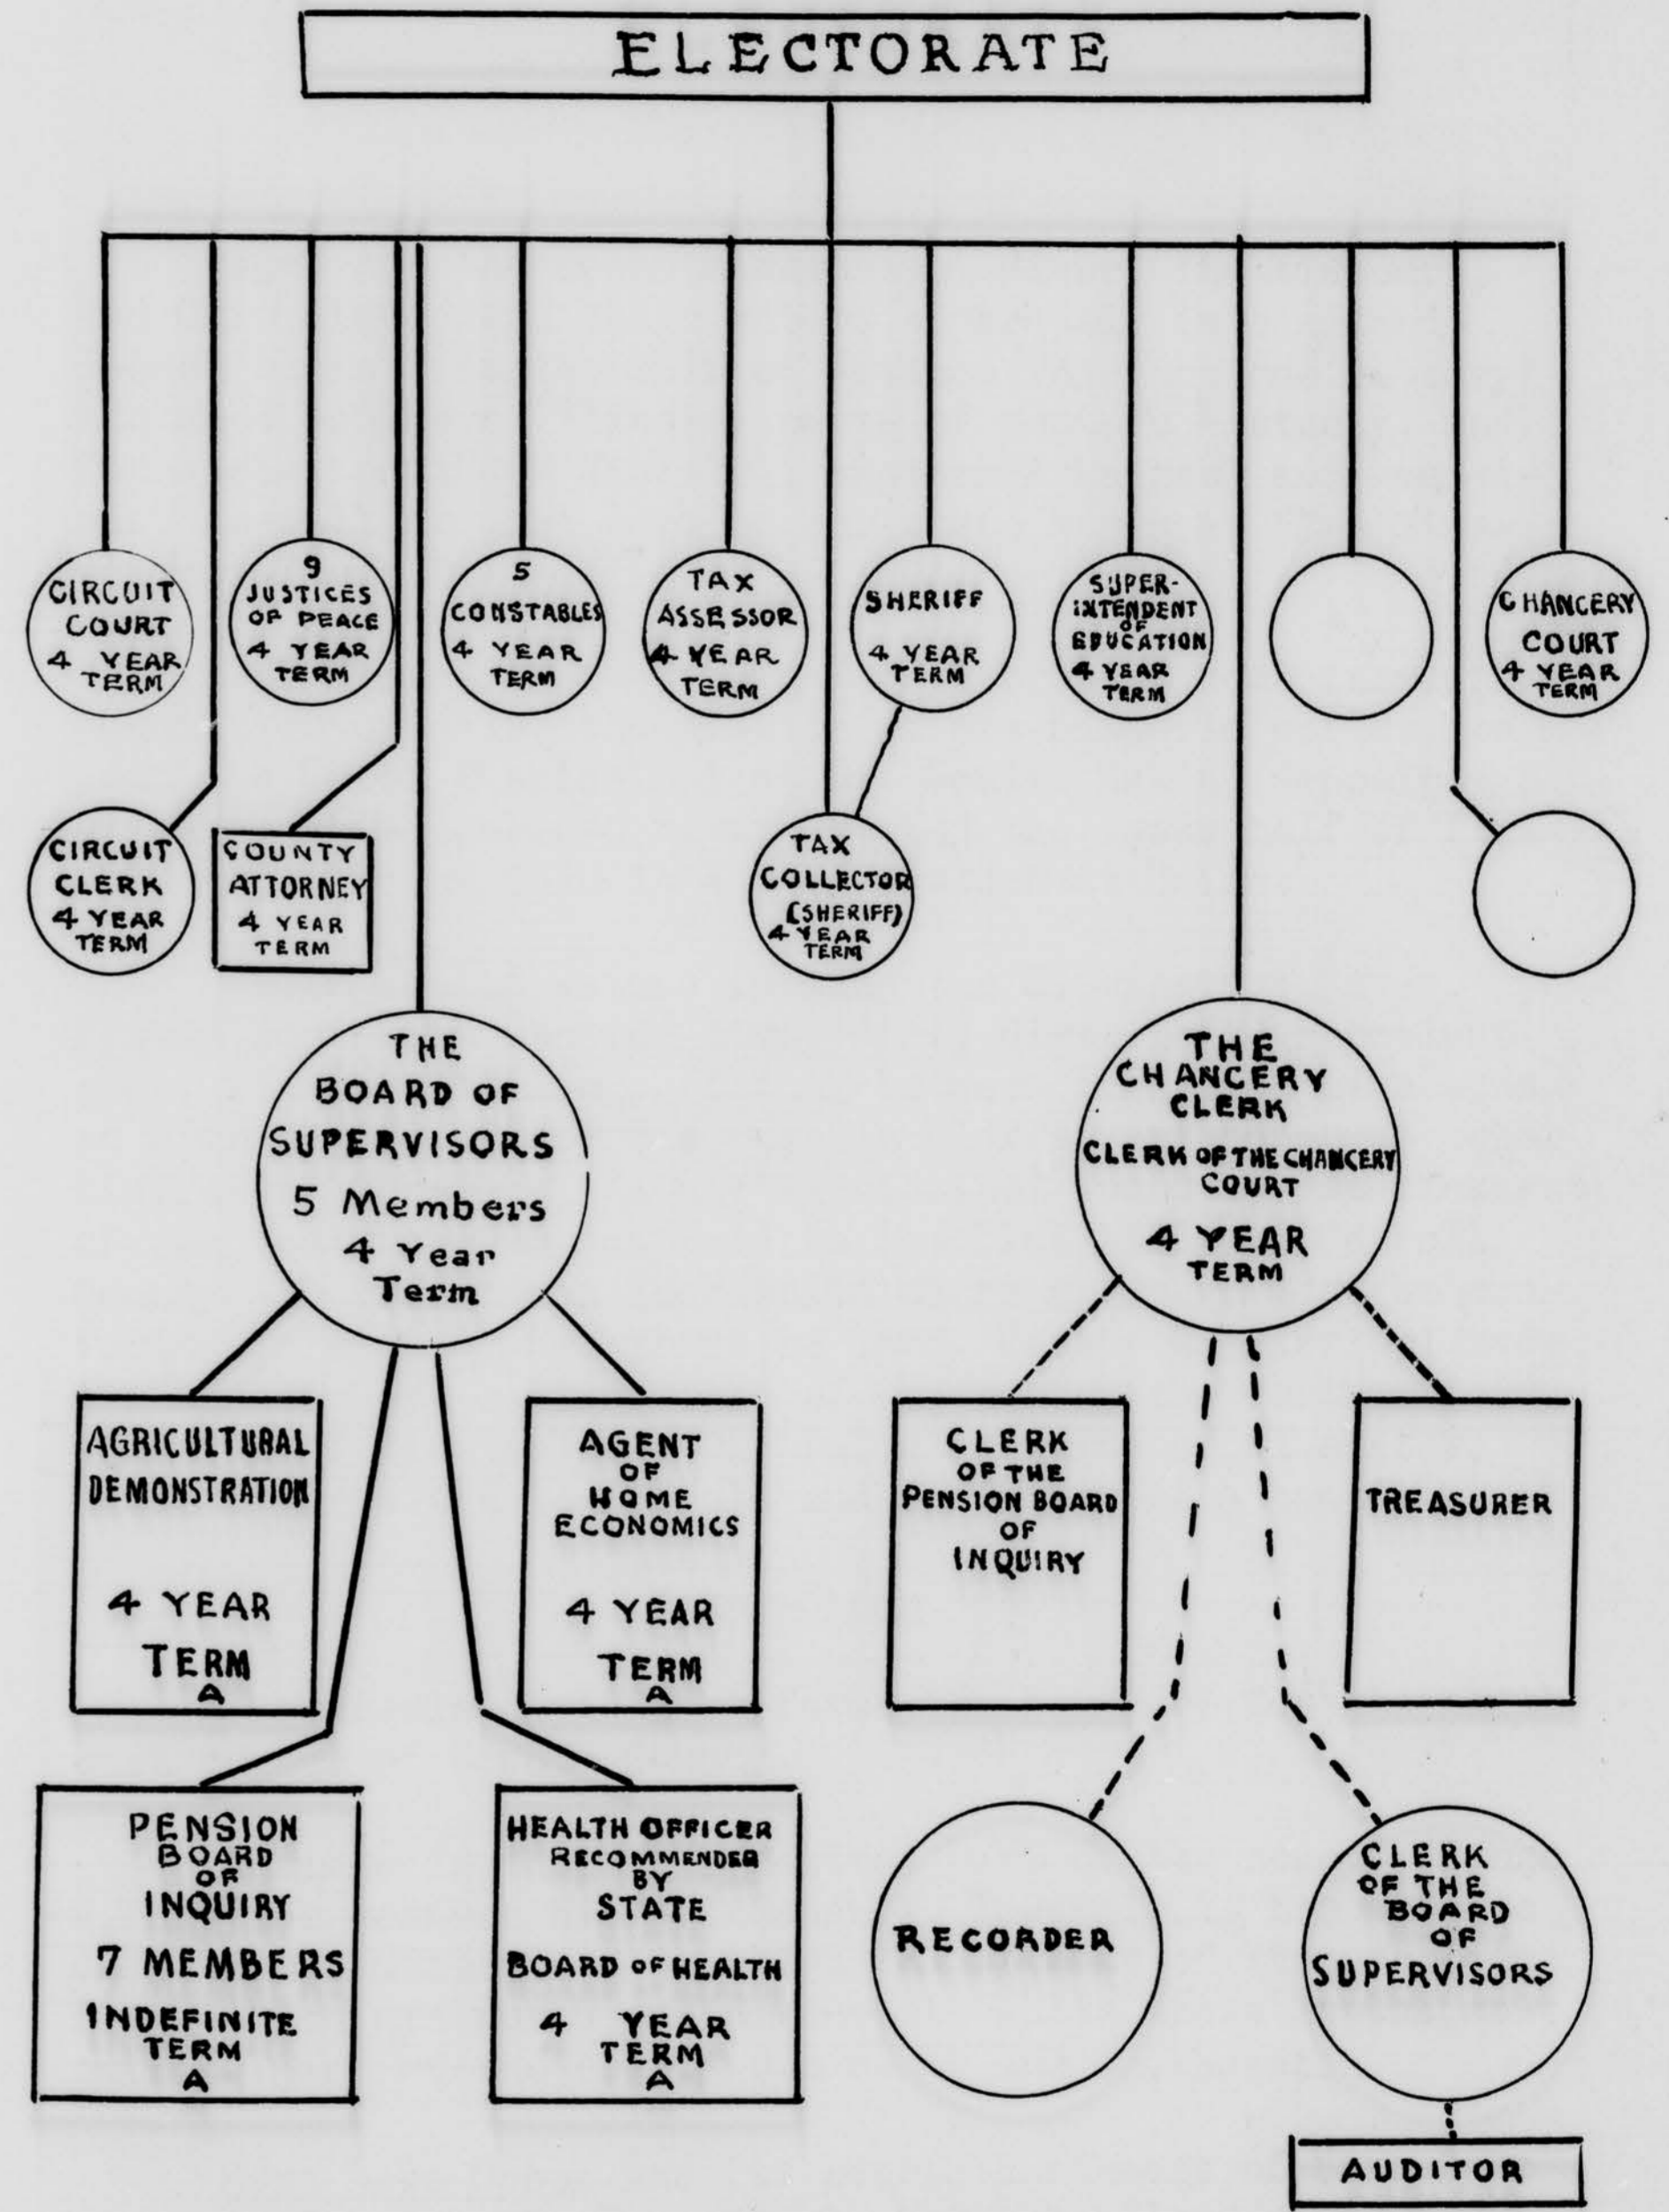 ELECTORATE
CIRCUIT
COURT
4 YEAR
TERM
9
JUSTICES
OF PEACE
4 YEAR
TERM
5
CONSTABLES
4 YEAR
TERM
TAX
ASSESSOR
4 YEAR
TERM
SHERIFF
4 YEAR
TERM
SUPER-
INTENDENT
OF
EDUCATION
4 YEAR
TERM
CHANCERY
COURT
4 YEAR
TERM
CIRCUIT
CLERK
4 YEAR
TERM
COUNTY
ATTORNEY
4 YEAR
TERM
TAX
COLLECTOR
(SHERIFF)
4 YEAR
TERM
THE
BOARD OF
SUPERVISORS
5 Members
4 Year
Term
THE
CHANCERY
CLERK
CLERK OF THE CHANCERY
COURT
4 YEAR
TERM
AGRICULTURAL
DEMONSTRATION
4 YEAR
TERM
A
AGENT
OF
HOME
ECONOMICS
4 YEAR
TERM
A
CLERK
OF THE
PENSION BOARD
OF
INQUIRY
TREASURER
PENSION
BOARD
OF
INQUIRY
7 MEMBERS
INDEFINITE
TERM
A
HEALTH OFFICER
RECOMMENDER
BY
STATE
BOARD OF HEALTH
4 YEAR
TERM
A
RECORDER
CLERK
OF THE
BOARD
OF
SUPERVISORS
AUDITOR